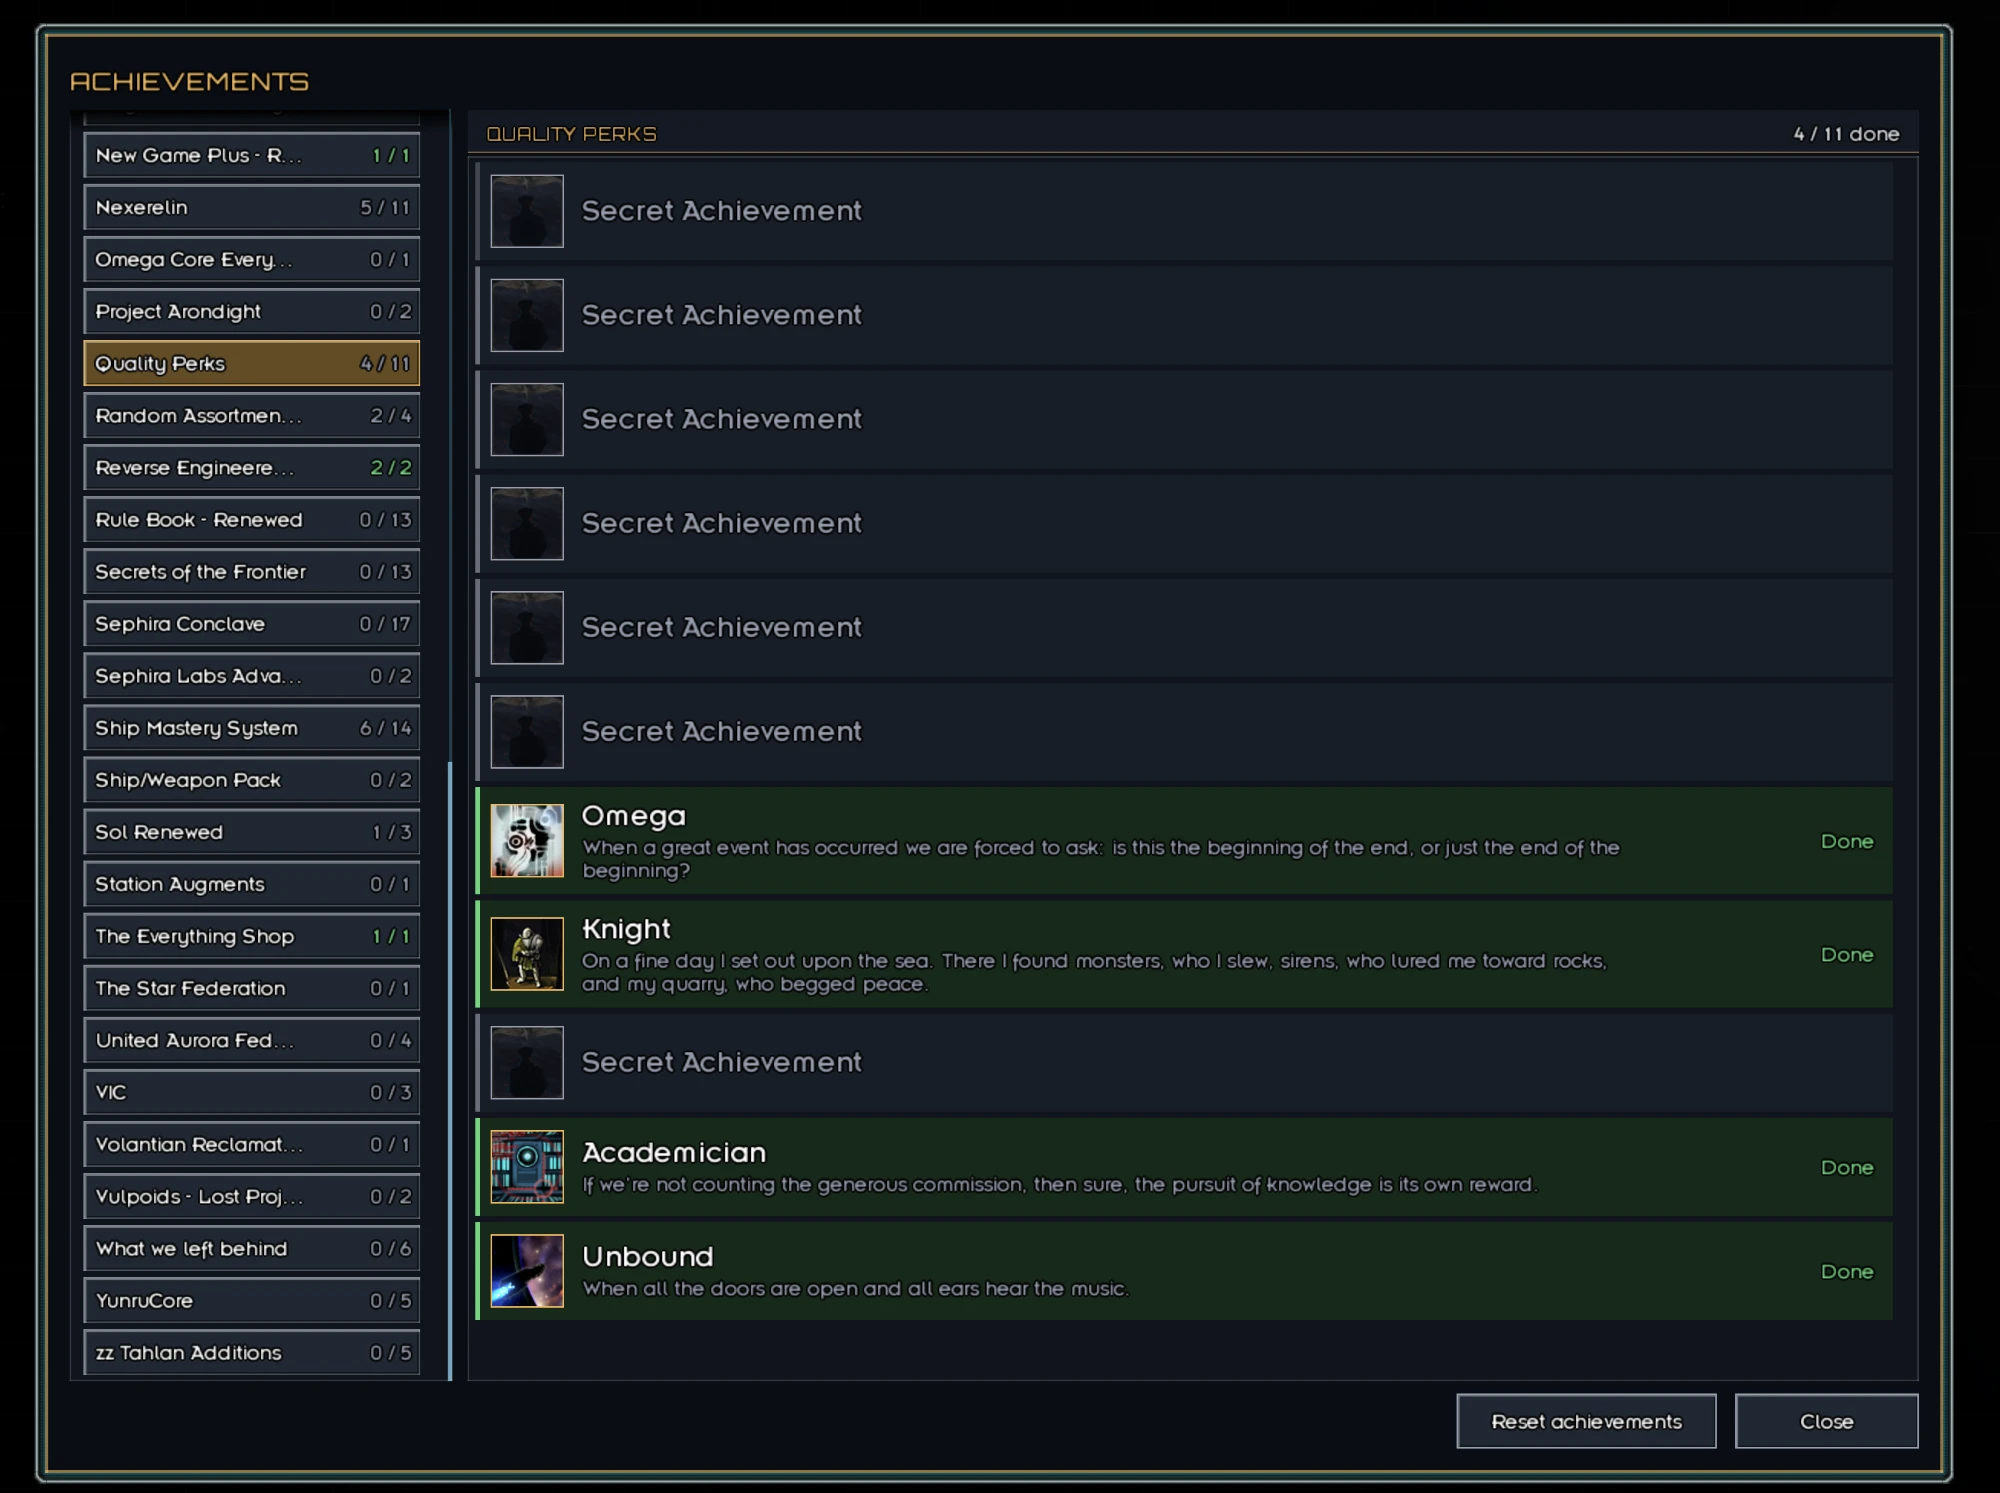 ACHIEVEMENTS
New Game Plus - R... 1 / 1
Nexerelin 5 / 11
Omega Core Every... 0 / 1
Project Arondight 0 / 2
Quality Perks 4 / 11
Random Assortmen... 2 / 4
Reverse Engineere... 2 / 2
Rule Book - Renewed 0 / 13
Secrets of the Frontier 0 / 13
Sephira Conclave 0 / 17
Sephira Labs Adva... 0 / 2
Ship Mastery System 6 / 14
Ship/Weapon Pack 0 / 2
Sol Renewed 1 / 3
Station Augments 0 / 1
The Everything Shop 1 / 1
The Star Federation 0 / 1
United Aurora Fed... 0 / 4
VIC 0 / 3
Volantian Reclamat... 0 / 1
Vulpoids - Lost Proj... 0 / 2
What we left behind 0 / 6
YunruCore 0 / 5
zz Tahlan Additions 0 / 5
QUALITY PERKS 4 / 11 done
Secret Achievement
Secret Achievement
Secret Achievement
Secret Achievement
Secret Achievement
Secret Achievement
Omega
When a great event has occurred we are forced to ask: is this the beginning of the end, or just the end of the
beginning?
Done
Knight
On a fine day I set out upon the sea. There I found monsters, who I slew, sirens, who lured me toward rocks,
and my quarry, who begged peace.
Done
Secret Achievement
Academician
If we're not counting the generous commission, then sure, the pursuit of knowledge is its own reward.
Done
Unbound
When all the doors are open and all ears hear the music.
Done
Reset achievements
Close